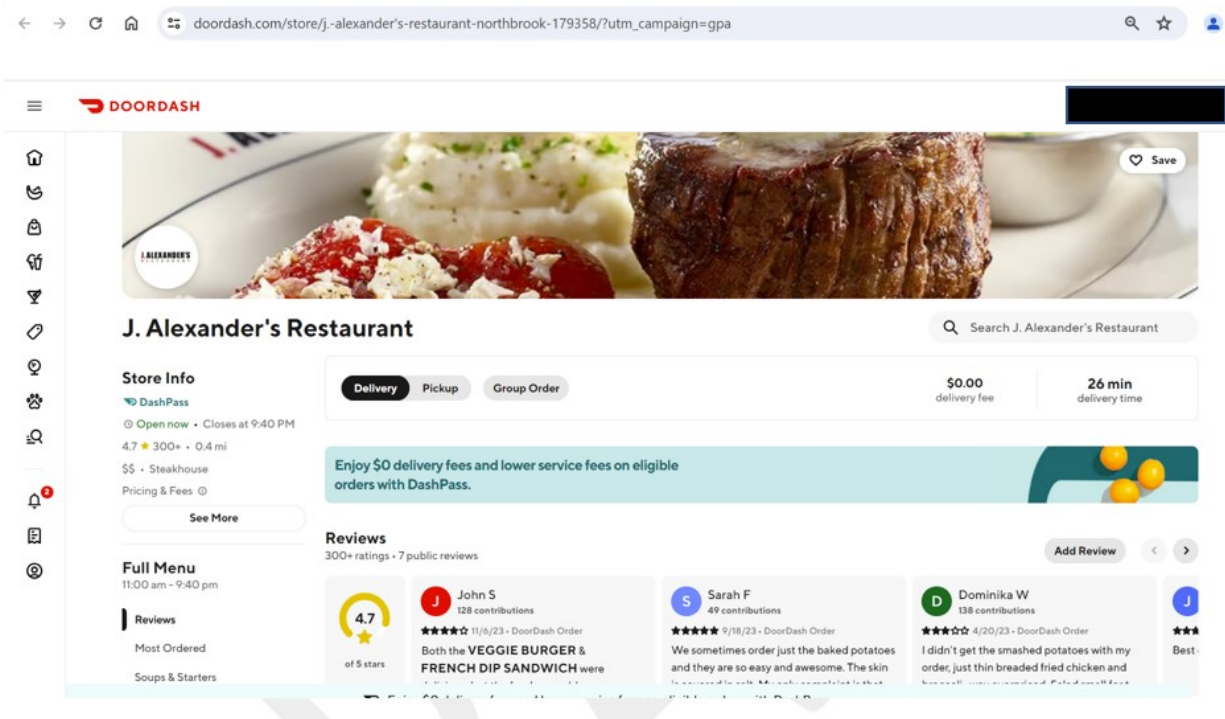 doordash.com/store/j.-alexander's-restaurant-northbrook-179358/?utm_campaign=gpa
DOORDASH
Save
J. ALEXANDER'S
RESTAURANT
J. Alexander's Restaurant
Search J. Alexander's Restaurant
Store Info
DashPass
Open now • Closes at 9:40 PM
4.7 ★ 300+ • 0.4 mi
$$ • Steakhouse
Pricing & Fees
See More
Delivery Pickup Group Order
$0.00
delivery fee
26 min
delivery time
Enjoy $0 delivery fees and lower service fees on eligible
orders with DashPass.
2
Full Menu
11:00 am - 9:40 pm
Reviews
Most Ordered
Soups & Starters
Reviews
300+ ratings • 7 public reviews
Add Review
4.7
of 5 stars
J
John S
128 contributions
★★★★☆ 11/6/23 • DoorDash Order
Both the VEGGIE BURGER &
FRENCH DIP SANDWICH were
S
Sarah F
49 contributions
★★★★★ 9/18/23 • DoorDash Order
We sometimes order just the baked potatoes
and they are so easy and awesome. The skin
D
Dominika W
138 contributions
★★★☆☆ 4/20/23 • DoorDash Order
I didn't get the smashed potatoes with my
order, just thin breaded fried chicken and
J
Best